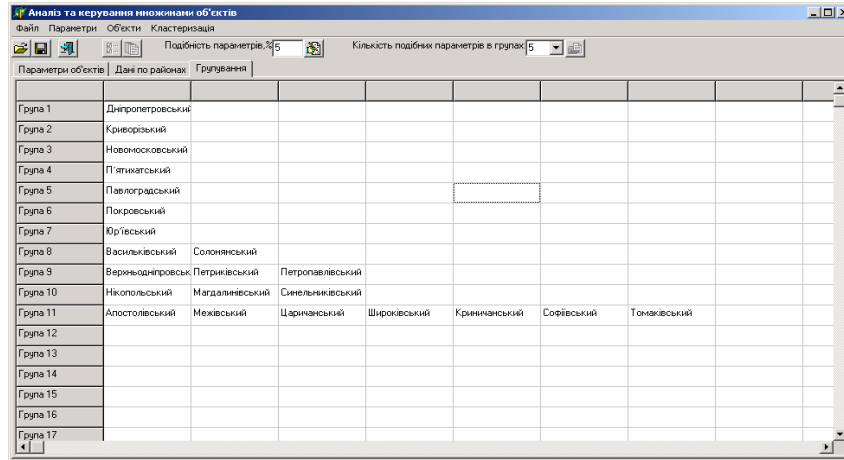 Аналіз та керування множинами об'єктів
Файл Параметри Об'єкти Кластеризація
Подібність параметрів,% 5 Кількість подібних параметрів в групах 5
Параметри об'єктів Дані по районах Групування
Група 1 Дніпропетровський
Група 2 Криворізький
Група 3 Новомосковський
Група 4 П'ятихатський
Група 5 Павлоградський
Група 6 Покровський
Група 7 Юр'ївський
Група 8 Васильківський Солонянський
Група 9 Верхньодніпровськ Петриківський Петропавлівський
Група 10 Нікопольський Магдалинівський Синельниківський
Група 11 Апостолівський Межівський Царичанський Широківський Криничанський Софіївський Томаківський
Група 12
Група 13
Група 14
Група 15
Група 16
Група 17